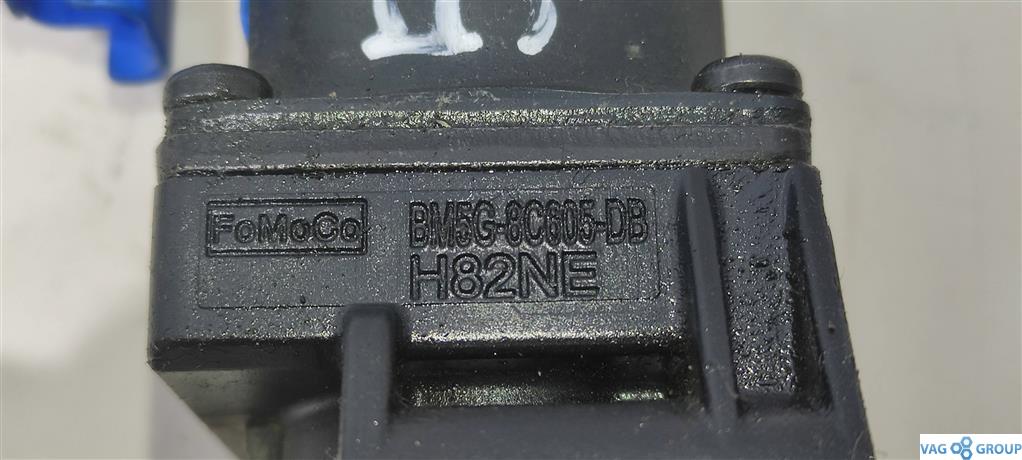 FoMoCo BM5G-8C605-DB
H82NE
VAG GROUP